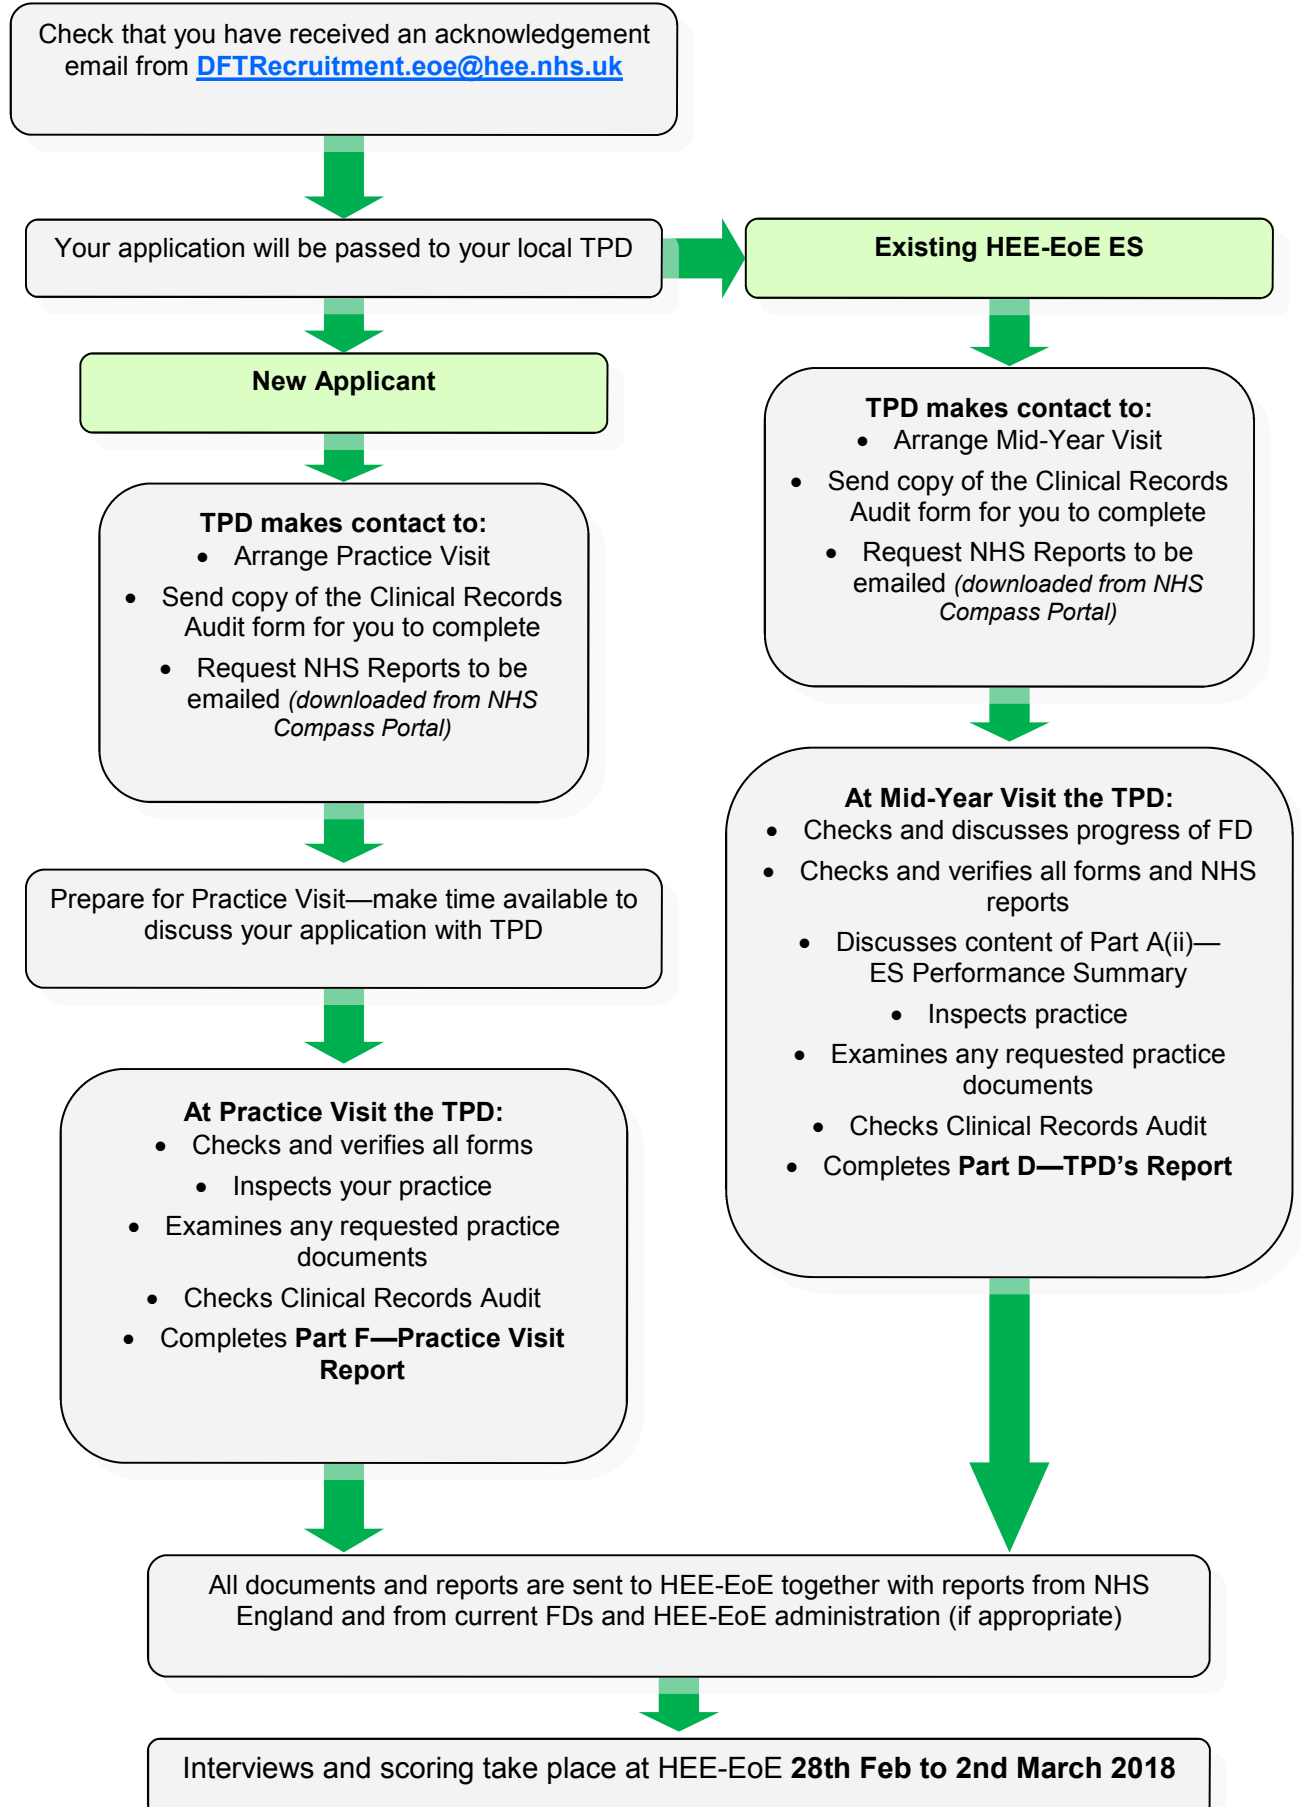 Check that you have received an acknowledgement
email from DFTRecruitment.eoe@hee.nhs.uk
Your application will be passed to your local TPD
Existing HEE-EoE ES
New Applicant
TPD makes contact to:
• Arrange Practice Visit
• Send copy of the Clinical Records
Audit form for you to complete
• Request NHS Reports to be
emailed (downloaded from NHS
Compass Portal)
Prepare for Practice Visit—make time available to
discuss your application with TPD
At Practice Visit the TPD:
• Checks and verifies all forms
• Inspects your practice
• Examines any requested practice
documents
• Checks Clinical Records Audit
• Completes Part F—Practice Visit
Report
TPD makes contact to:
• Arrange Mid-Year Visit
• Send copy of the Clinical Records
Audit form for you to complete
• Request NHS Reports to be
emailed (downloaded from NHS
Compass Portal)
At Mid-Year Visit the TPD:
• Checks and discusses progress of FD
• Checks and verifies all forms and NHS
reports
• Discusses content of Part A(ii)—
ES Performance Summary
• Inspects practice
• Examines any requested practice
documents
• Checks Clinical Records Audit
• Completes Part D—TPD’s Report
All documents and reports are sent to HEE-EoE together with reports from NHS
England and from current FDs and HEE-EoE administration (if appropriate)
Interviews and scoring take place at HEE-EoE 28th Feb to 2nd March 2018